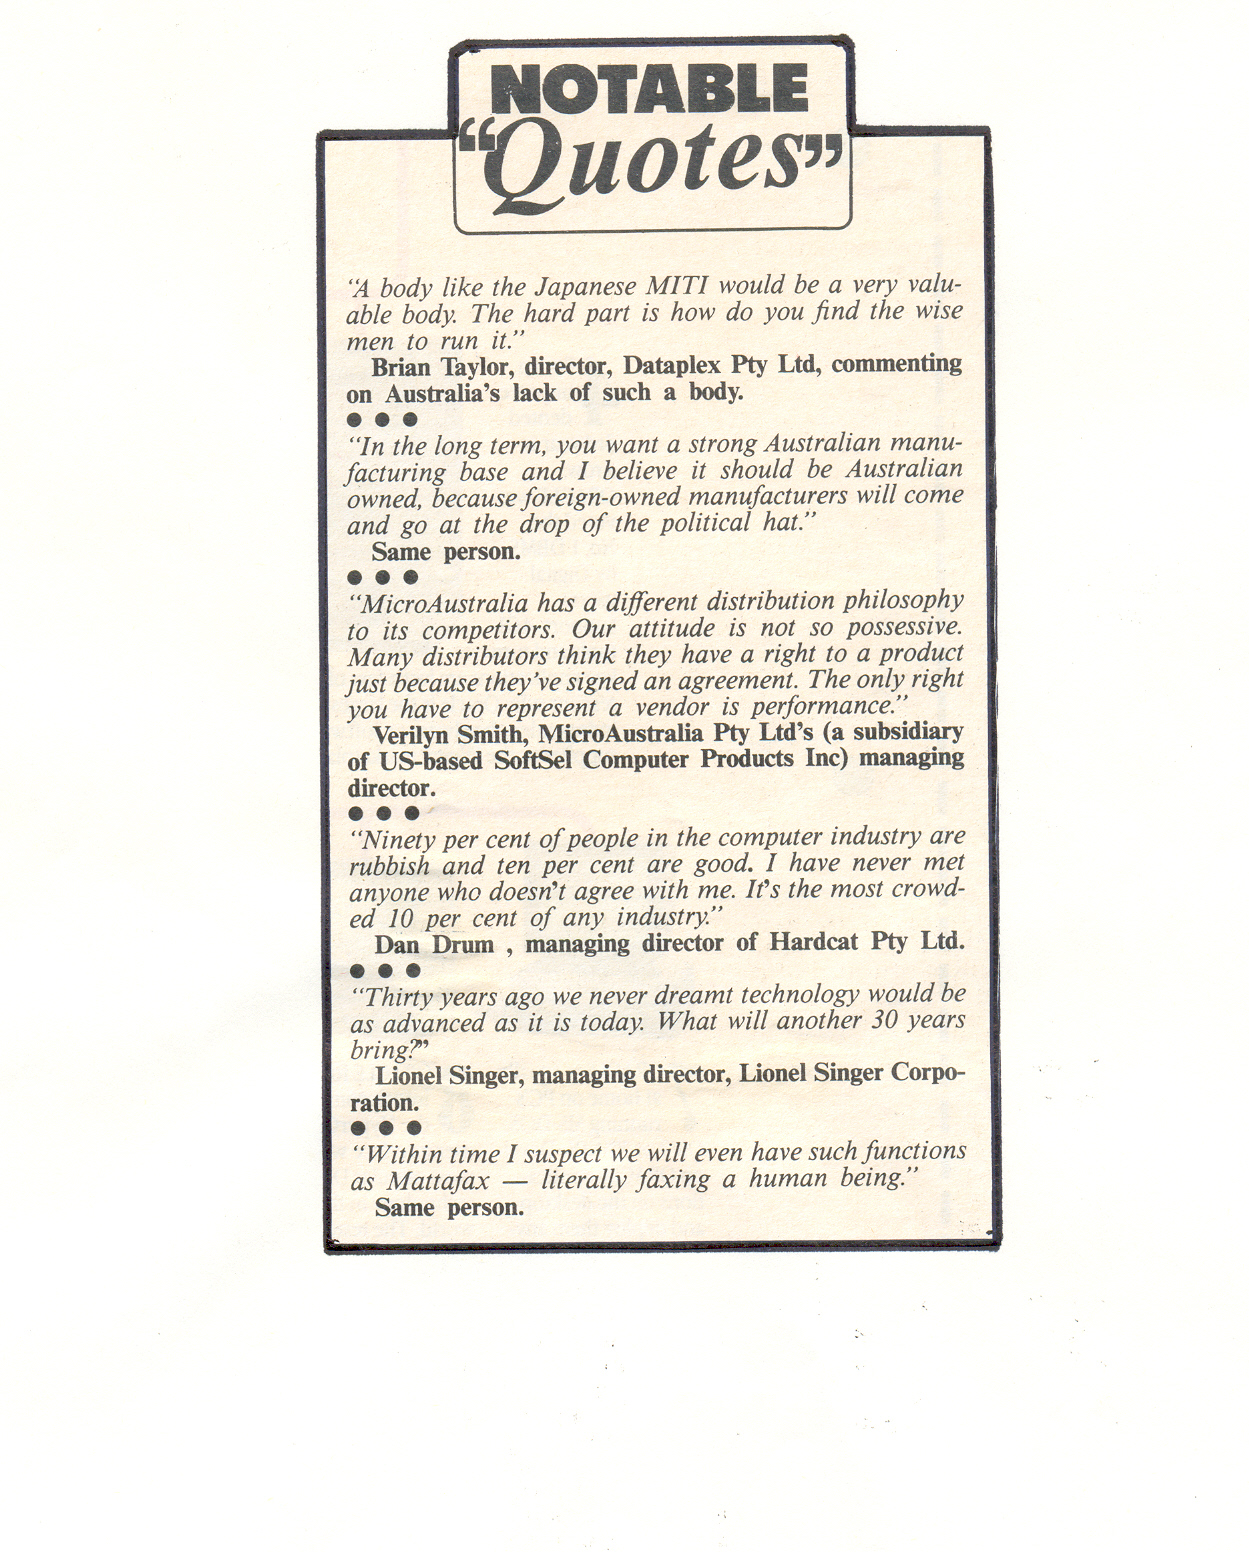 NOTABLE
“Quotes”
“A body like the Japanese MITI would be a very valu-
able body. The hard part is how do you find the wise
men to run it.”
Brian Taylor, director, Dataplex Pty Ltd, commenting
on Australia’s lack of such a body.
● ● ●
“In the long term, you want a strong Australian manu-
facturing base and I believe it should be Australian
owned, because foreign-owned manufacturers will come
and go at the drop of the political hat.”
Same person.
● ● ●
“MicroAustralia has a different distribution philosophy
to its competitors. Our attitude is not so possessive.
Many distributors think they have a right to a product
just because they’ve signed an agreement. The only right
you have to represent a vendor is performance.”
Verilyn Smith, MicroAustralia Pty Ltd’s (a subsidiary
of US-based SoftSel Computer Products Inc) managing
director.
● ● ●
“Ninety per cent of people in the computer industry are
rubbish and ten per cent are good. I have never met
anyone who doesn’t agree with me. It’s the most crowd-
ed 10 per cent of any industry.”
Dan Drum , managing director of Hardcat Pty Ltd.
● ● ●
“Thirty years ago we never dreamt technology would be
as advanced as it is today. What will another 30 years
bring?”
Lionel Singer, managing director, Lionel Singer Corpo-
ration.
● ● ●
“Within time I suspect we will even have such functions
as Mattafax — literally faxing a human being.”
Same person.